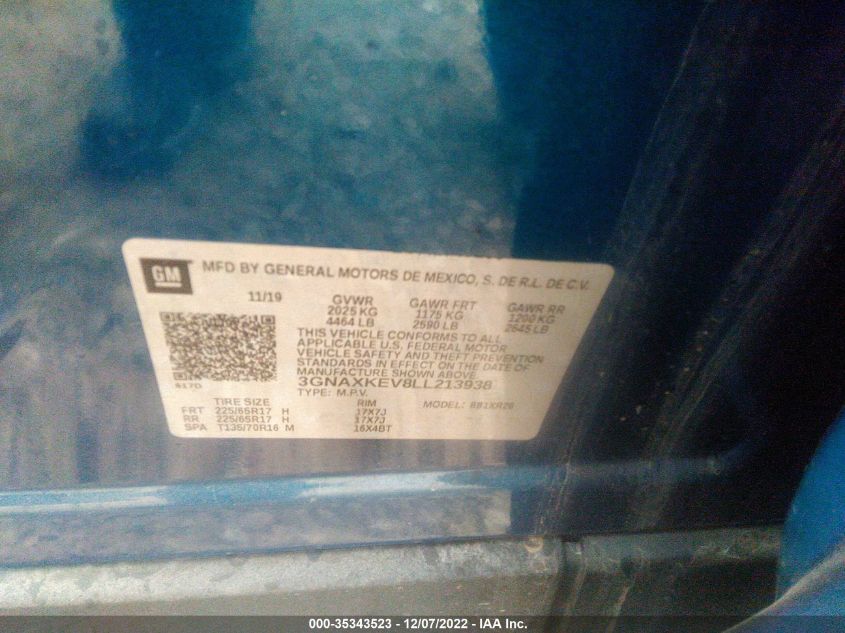 GM
MFD BY GENERAL MOTORS DE MEXICO, S. DE R.L. DE C.V.
11/19 GVWR GAWR FRT GAWR RR
2025 KG 1175 KG 1200 KG
4464 LB 2590 LB 2645 LB
THIS VEHICLE CONFORMS TO ALL
APPLICABLE U.S. FEDERAL MOTOR
VEHICLE SAFETY AND THEFT PREVENTION
STANDARDS IN EFFECT ON THE DATE OF
MANUFACTURE SHOWN ABOVE
817D 3GNAXKEV8LL213938
TYPE: M.P.V. MODEL: RB1XR26
TIRE SIZE RIM
FRT 225/65R17 H 17X7J
RR 225/65R17 H 17X7J
SPA T135/70R16 M 16X4BT
000-35343523 - 12/07/2022 - IAA Inc.